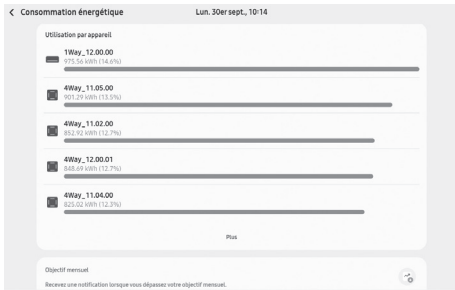 Consommation énergétique
Lun. 30er sept., 10:14
Utilisation par appareil
1Way_12.00.00
975.56 kWh (14.6%)
4Way_11.05.00
901.29 kWh (13.5%)
4Way_11.02.00
852.92 kWh (12.7%)
4Way_12.00.01
848.69 kWh (12.7%)
4Way_11.04.00
825.02 kWh (12.3%)
Plus
Objectif mensuel
Recevez une notification lorsque vous dépassez votre objectif mensuel.